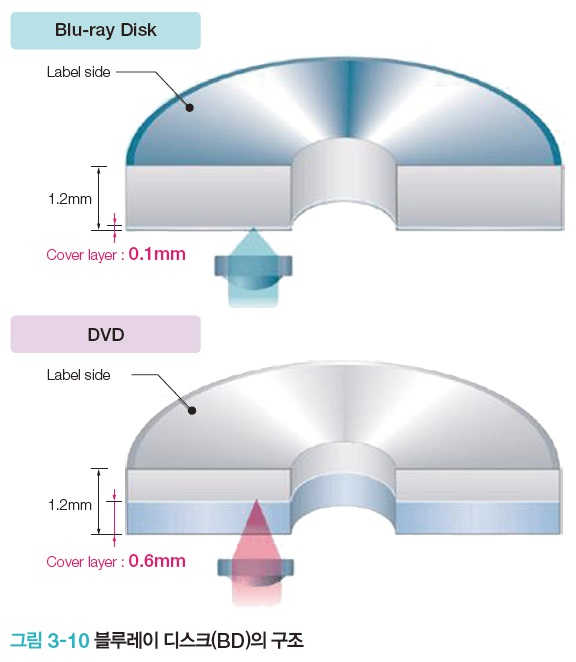 Blu-ray Disk
Label side
1.2mm
Cover layer : 0.1mm
DVD
Label side
1.2mm
Cover layer : 0.6mm
그림 3-10 블루레이 디스크(BD)의 구조